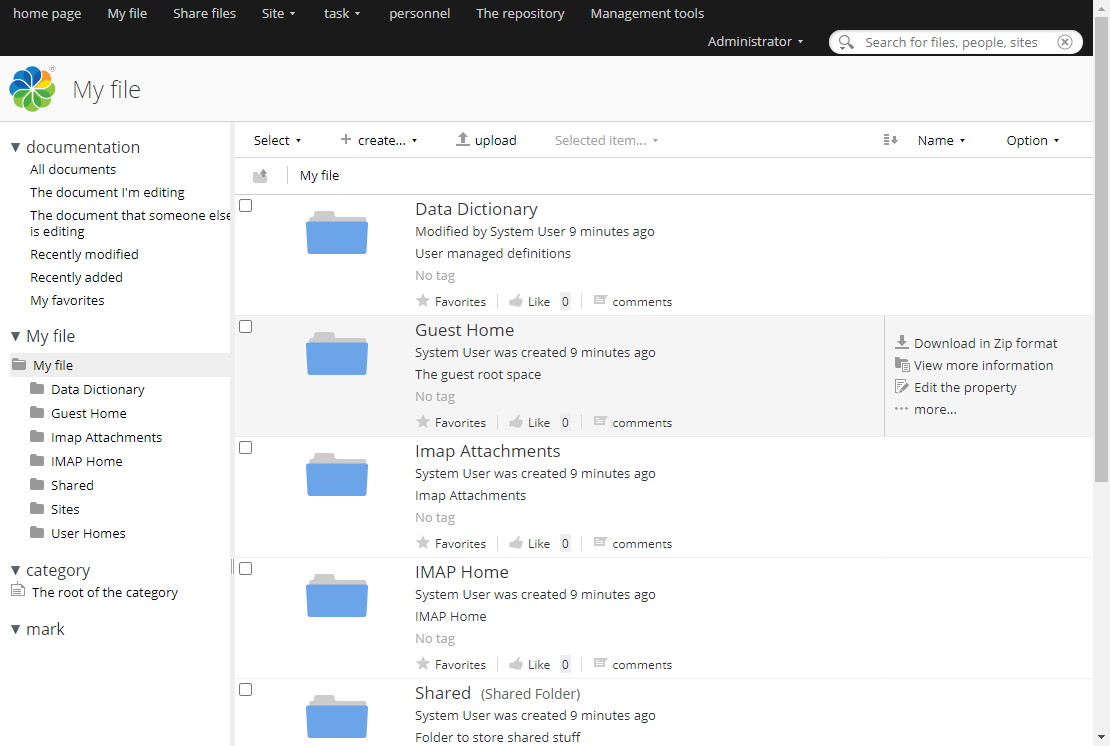 home page My file Share files Site task personnel The repository Management tools
Administrator Search for files, people, sites
® My file
documentation
All documents
The document I'm editing
The document that someone else
is editing
Recently modified
Recently added
My favorites
My file
My file
Data Dictionary
Guest Home
Imap Attachments
IMAP Home
Shared
Sites
User Homes
category
The root of the category
mark
Select create... upload Selected item... Name Option
My file
Data Dictionary
Modified by System User 9 minutes ago
User managed definitions
No tag
Favorites Like 0 comments
Guest Home
System User was created 9 minutes ago
The guest root space
No tag
Favorites Like 0 comments
Download in Zip format
View more information
Edit the property
more...
Imap Attachments
System User was created 9 minutes ago
Imap Attachments
No tag
Favorites Like 0 comments
IMAP Home
System User was created 9 minutes ago
IMAP Home
No tag
Favorites Like 0 comments
Shared (Shared Folder)
System User was created 9 minutes ago
Folder to store shared stuff